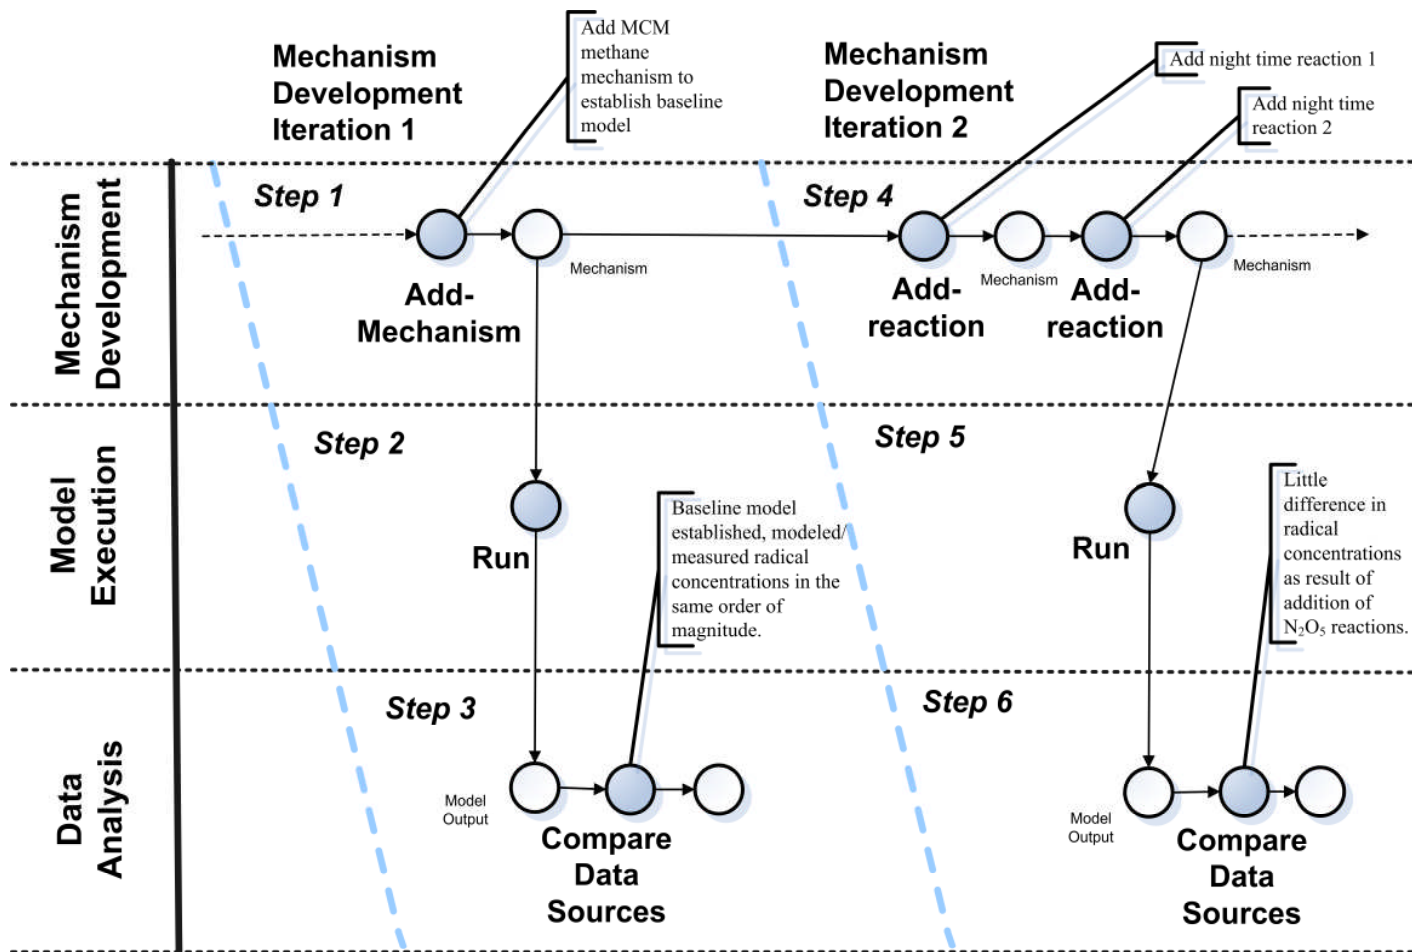 Mechanism
Development
Iteration 1
Add MCM
methane
mechanism to
establish baseline
model
Mechanism
Development
Iteration 2
Add night time reaction 1
Add night time
reaction 2
Mechanism
Development
Step 1
Add-
Mechanism
Mechanism
Step 4
Add-
reaction
Mechanism
Add-
reaction
Mechanism
Model
Execution
Step 2
Run
Baseline model
established, modeled/
measured radical
concentrations in the
same order of
magnitude.
Step 5
Run
Little
difference in
radical
concentrations
as result of
addition of
N₂O₅ reactions.
Data
Analysis
Step 3
Model
Output
Compare
Data
Sources
Step 6
Model
Output
Compare
Data
Sources